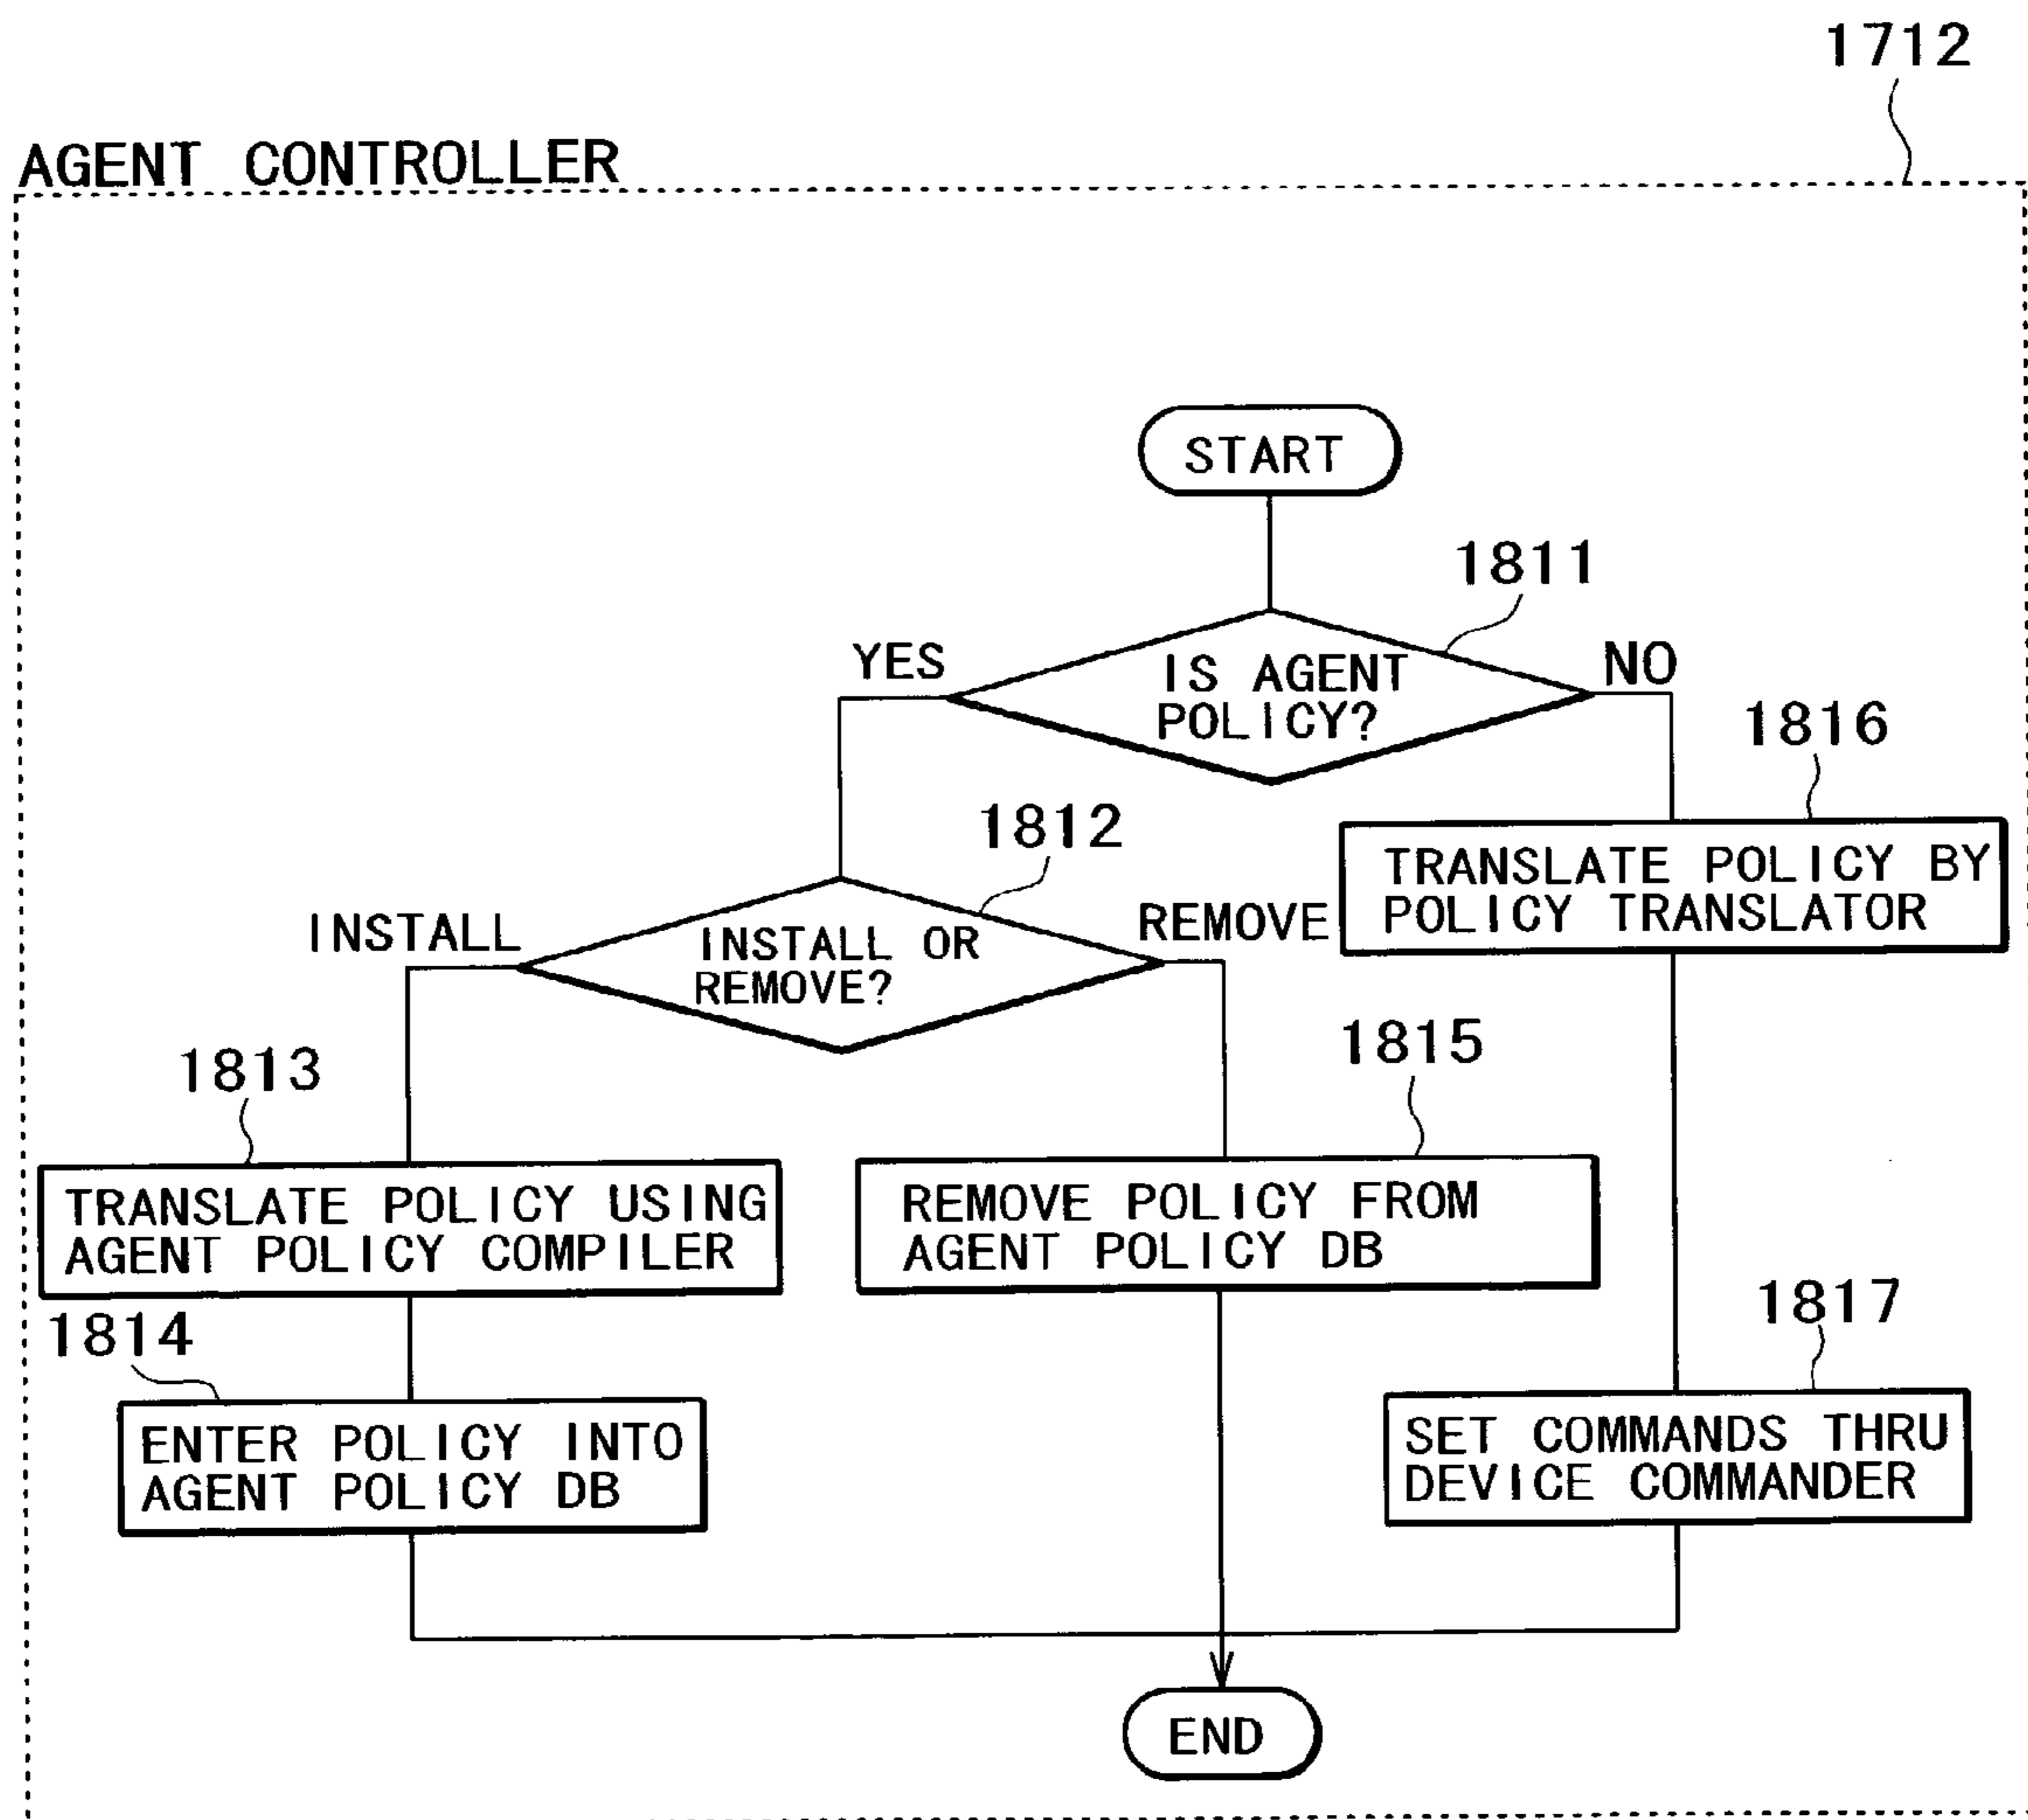 1712
AGENT CONTROLLER
START
1811
YES
IS AGENT
POLICY?
NO
1816
1812
TRANSLATE POLICY BY
POLICY TRANSLATOR
INSTALL
INSTALL OR
REMOVE?
REMOVE
1813
1815
TRANSLATE POLICY USING
AGENT POLICY COMPILER
REMOVE POLICY FROM
AGENT POLICY DB
1814
1817
ENTER POLICY INTO
AGENT POLICY DB
SET COMMANDS THRU
DEVICE COMMANDER
END